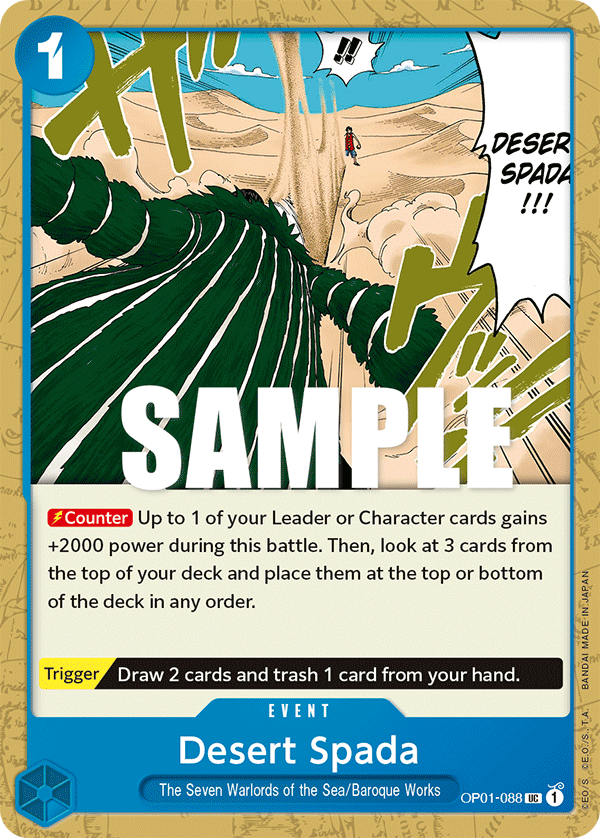 1
!!
DESERT
SPADA
!!!
SAMPLE
Counter Up to 1 of your Leader or Character cards gains
+2000 power during this battle. Then, look at 3 cards from
the top of your deck and place them at the top or bottom
of the deck in any order.
Trigger Draw 2 cards and trash 1 card from your hand.
EVENT
Desert Spada
The Seven Warlords of the Sea/Baroque Works
OP01-088 UC 1
©E.O./S. ©E.O./S.,T.A. BANDAI MADE IN JAPAN